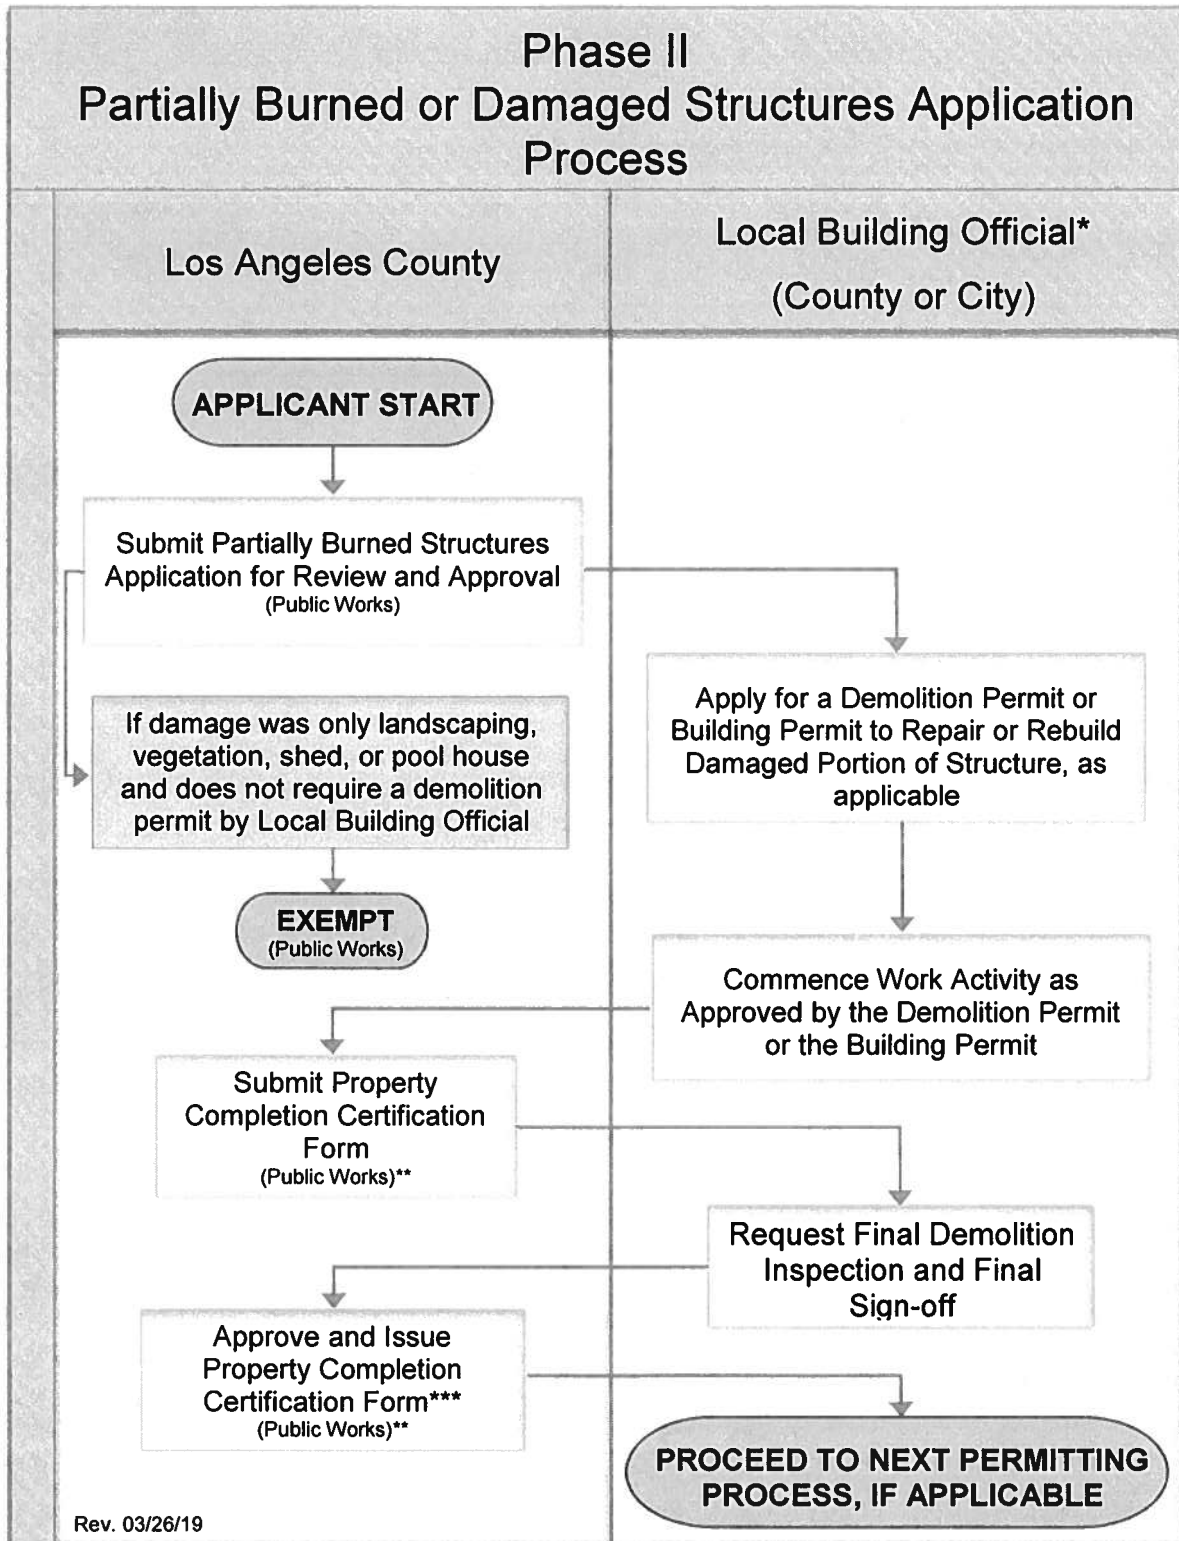 Phase II
Partially Burned or Damaged Structures Application
Process
Los Angeles County
Local Building Official*
(County or City)
APPLICANT START
Submit Partially Burned Structures
Application for Review and Approval
(Public Works)
If damage was only landscaping,
vegetation, shed, or pool house
and does not require a demolition
permit by Local Building Official
EXEMPT
(Public Works)
Apply for a Demolition Permit or
Building Permit to Repair or Rebuild
Damaged Portion of Structure, as
applicable
Commence Work Activity as
Approved by the Demolition Permit
or the Building Permit
Submit Property
Completion Certification
Form
(Public Works)**
Request Final Demolition
Inspection and Final
Sign-off
Approve and Issue
Property Completion
Certification Form***
(Public Works)**
PROCEED TO NEXT PERMITTING
PROCESS, IF APPLICABLE
Rev. 03/26/19